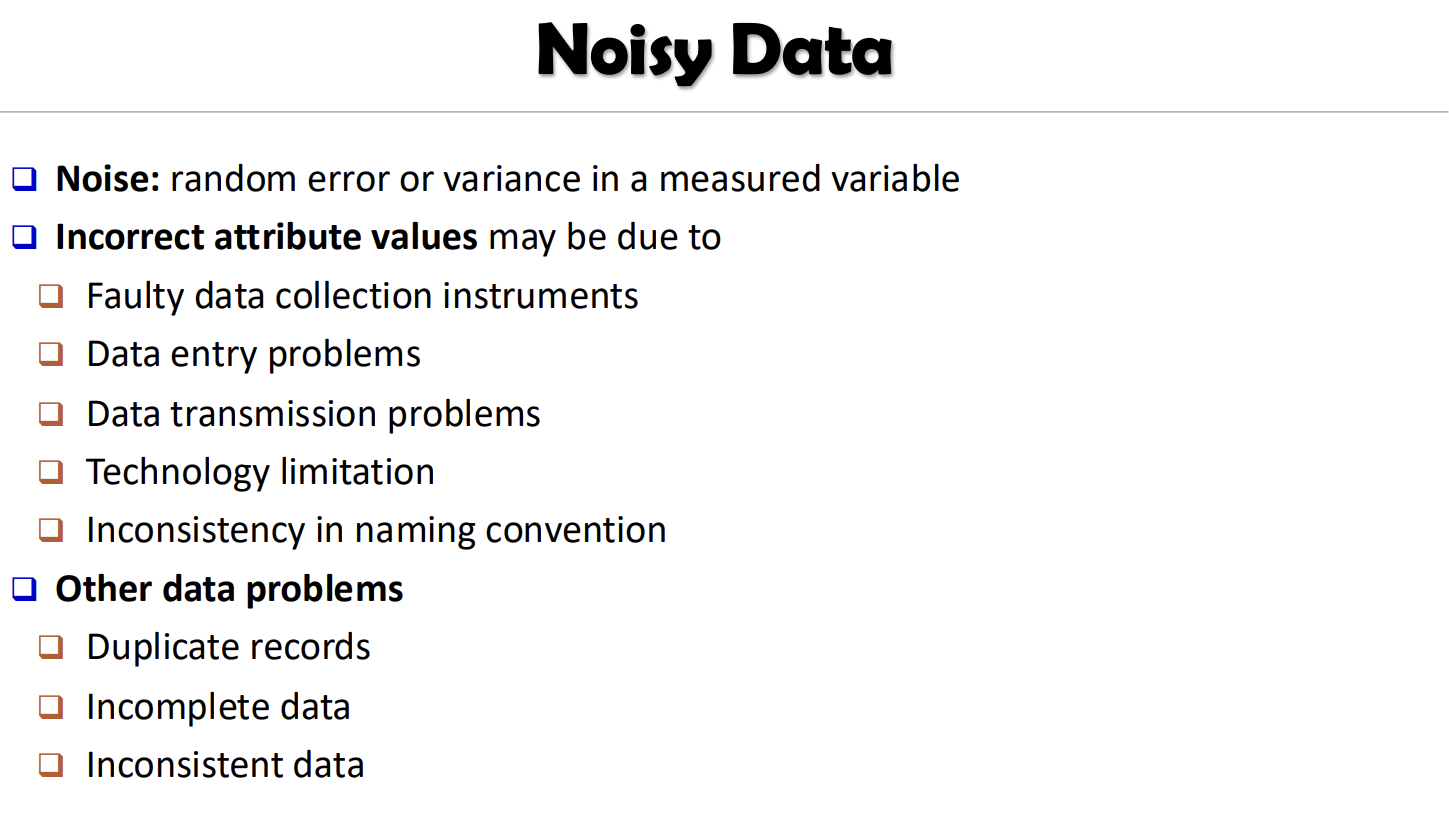 Noisy Data
Noise: random error or variance in a measured variable
Incorrect attribute values may be due to
Faulty data collection instruments
Data entry problems
Data transmission problems
Technology limitation
Inconsistency in naming convention
Other data problems
Duplicate records
Incomplete data
Inconsistent data